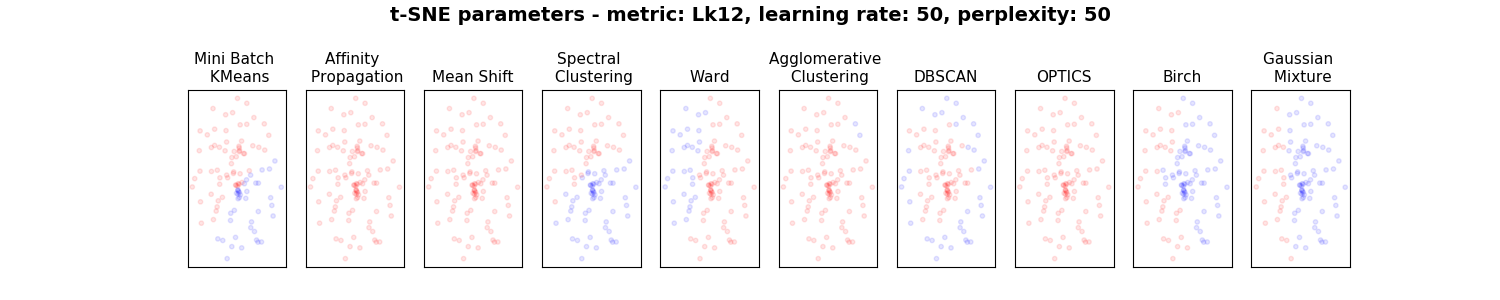 t-SNE parameters - metric: Lk12, learning rate: 50, perplexity: 50
Mini Batch
KMeans
Affinity
Propagation
Mean Shift
Spectral
Clustering
Ward
Agglomerative
Clustering
DBSCAN
OPTICS
Birch
Gaussian
Mixture